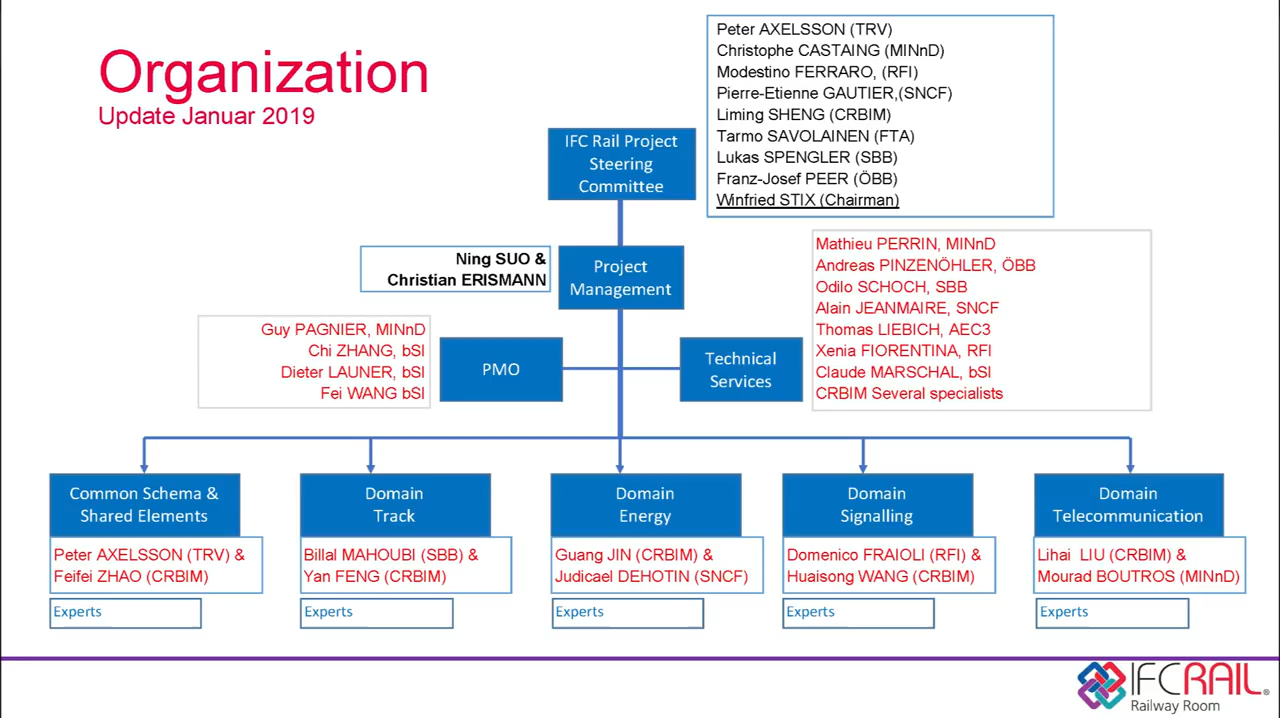 Organization
Update Januar 2019
Peter AXELSSON (TRV)
Christophe CASTAING (MINnD)
Modestino FERRARO, (RFI)
Pierre-Etienne GAUTIER,(SNCF)
Liming SHENG (CRBIM)
Tarmo SAVOLAINEN (FTA)
Lukas SPENGLER (SBB)
Franz-Josef PEER (ÖBB)
Winfried STIX (Chairman)
IFC Rail Project
Steering
Committee
Ning SUO &
Christian ERISMANN
Project
Management
Mathieu PERRIN, MINnD
Andreas PINZENÖHLER, ÖBB
Odilo SCHOCH, SBB
Alain JEANMAIRE, SNCF
Thomas LIEBICH, AEC3
Xenia FIORENTINA, RFI
Claude MARSCHAL, bSI
CRBIM Several specialists
Guy PAGNIER, MINnD
Chi ZHANG, bSI
Dieter LAUNER, bSI
Fei WANG bSI
PMO
Technical
Services
Common Schema &
Shared Elements
Peter AXELSSON (TRV) &
Feifei ZHAO (CRBIM)
Experts
Domain
Track
Billal MAHOUBI (SBB) &
Yan FENG (CRBIM)
Experts
Domain
Energy
Guang JIN (CRBIM) &
Judicael DEHOTIN (SNCF)
Experts
Domain
Signalling
Domenico FRAIOLI (RFI) &
Huaisong WANG (CRBIM)
Experts
Domain
Telecommunication
Lihai LIU (CRBIM) &
Mourad BOUTROS (MINnD)
Experts
IFCRAIL®
Railway Room